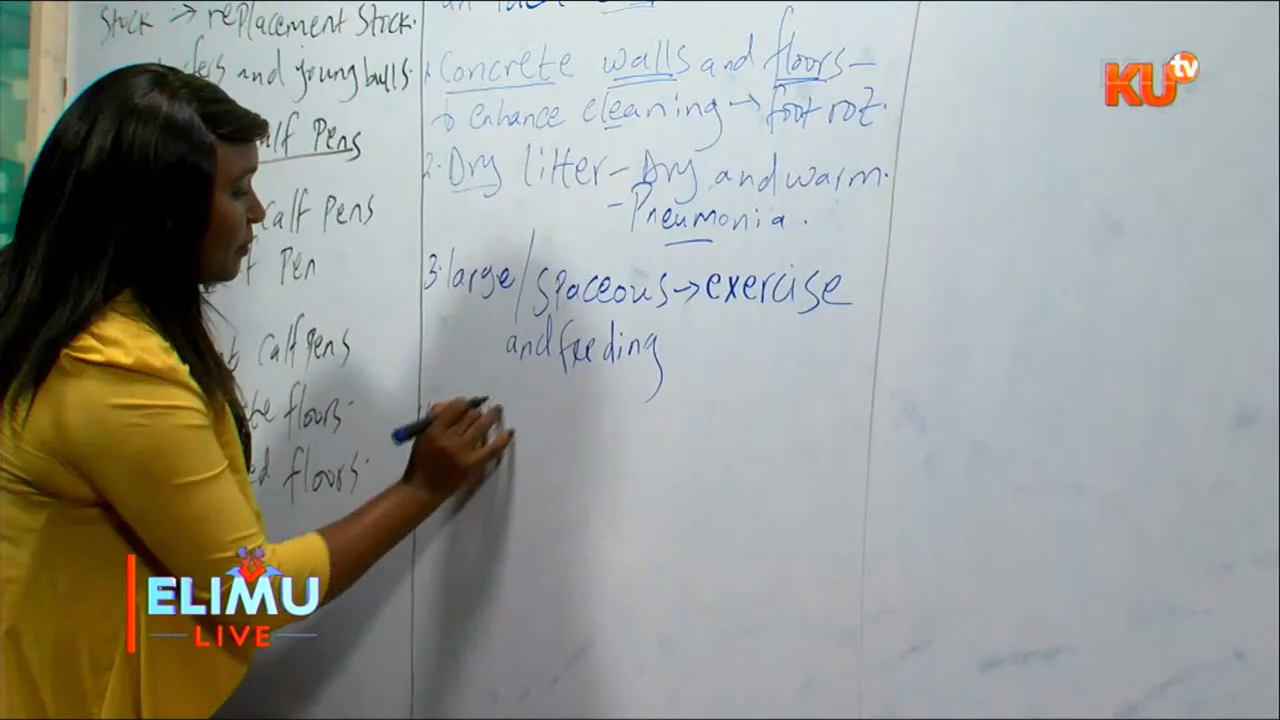 Stock → replacement Stock.
and young bulls.
Calf Pens
calf pens
Pen
calf pens
floors.
floors.
1. Concrete walls and floors –
to enhance cleaning → foot rot.
2. Dry litter – Dry and warm.
– Pneumonia.
3. large/spaceous → exercise
and feeding
KU tv
ELIMU
LIVE